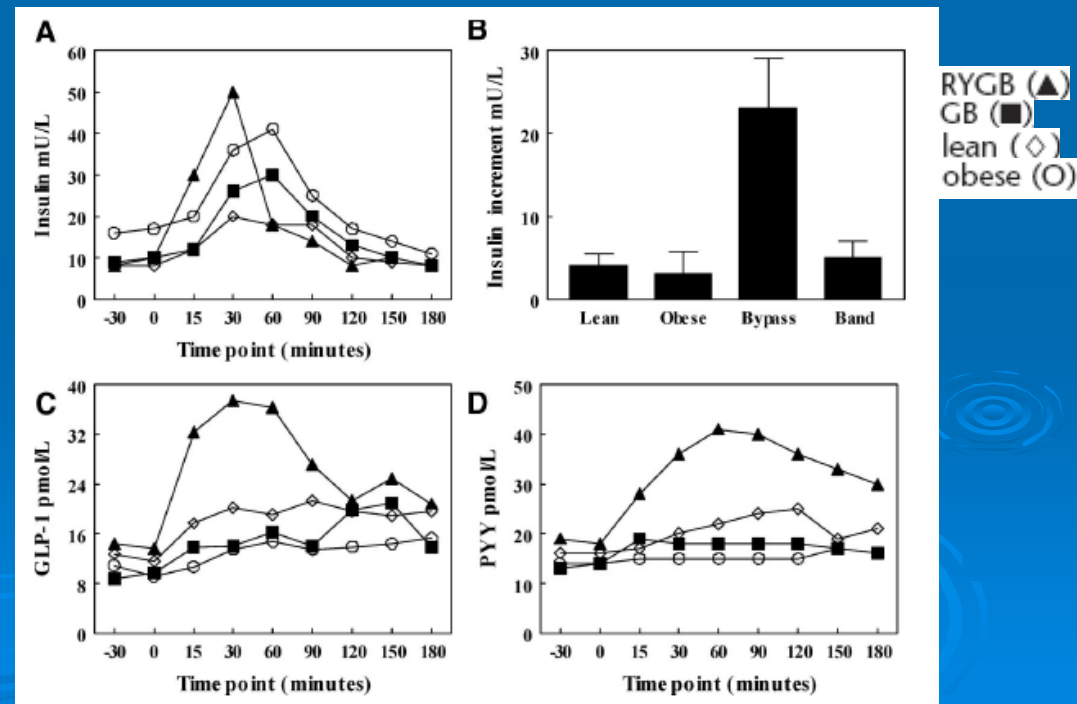 A
Insulin mU/L
60
50
40
30
20
10
0
-30 0 15 30 60 90 120 150 180
Time point (minutes)
B
Insulin increment mU/L
30
20
10
0
Lean Obese Bypass Band
RYGB (▲)
GB (■)
lean (◇)
obese (O)
C
GLP-1 pmol/L
40
32
24
16
8
0
-30 0 15 30 60 90 120 150 180
Time point (minutes)
D
PYY pmol/L
50
40
30
20
10
0
-30 0 15 30 60 90 120 150 180
Time point (minutes)